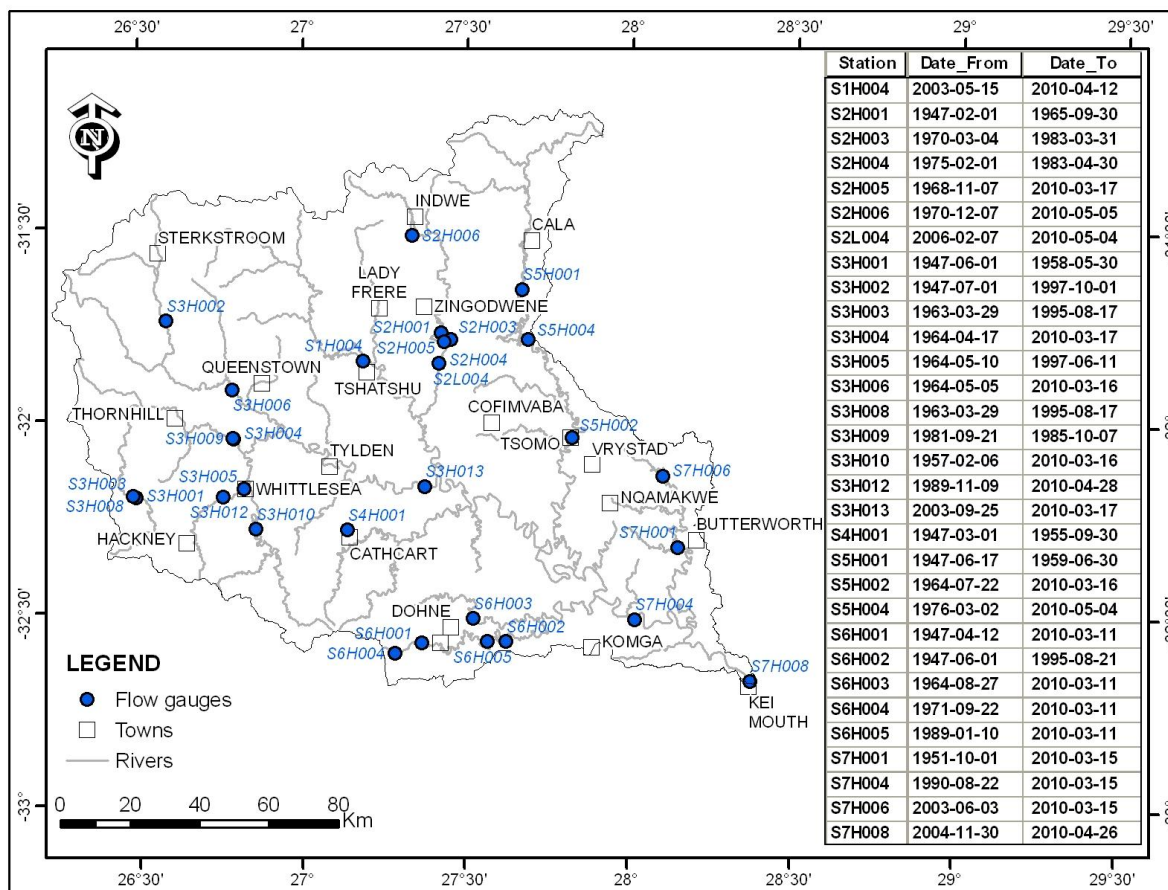 26°30' 27° 27°30' 28° 28°30' 29° 29°30'
N
-31°30'
-32°
-32°30'
-33°
INDWE
STERKSTROOM
S2H006
CALA
LADY
FRERE
S5H001
ZINGODWENE
S3H002
S2H001
S2H003
S5H004
S1H004
S2H005
S2H004
QUEENSTOWN
TSHATSHU
S2L004
S3H006
COFIMVABA
THORNHILL
S5H002
S3H009
S3H004
TSOMO
VRYSTAD
TYLDEN
S3H005
S3H013
S7H006
S3H003
S3H001
WHITTLESEA
NQAMAKWE
S3H008
S3H012
S3H010
S4H001
BUTTERWORTH
S7H001
HACKNEY
CATHCART
DOHNE
S6H003
S7H004
S6H001
S6H002
KOMGA
S6H004
S6H005
S7H008
KEI
MOUTH
LEGEND
Flow gauges
Towns
Rivers
0 20 40 60 80
Km
26°30' 27° 27°30' 28° 28°30' 29° 29°30'
Station Date_From Date_To
S1H004 2003-05-15 2010-04-12
S2H001 1947-02-01 1965-09-30
S2H003 1970-03-04 1983-03-31
S2H004 1975-02-01 1983-04-30
S2H005 1968-11-07 2010-03-17
S2H006 1970-12-07 2010-05-05
S2L004 2006-02-07 2010-05-04
S3H001 1947-06-01 1958-05-30
S3H002 1947-07-01 1997-10-01
S3H003 1963-03-29 1995-08-17
S3H004 1964-04-17 2010-03-17
S3H005 1964-05-10 1997-06-11
S3H006 1964-05-05 2010-03-16
S3H008 1963-03-29 1995-08-17
S3H009 1981-09-21 1985-10-07
S3H010 1957-02-06 2010-03-16
S3H012 1989-11-09 2010-04-28
S3H013 2003-09-25 2010-03-17
S4H001 1947-03-01 1955-09-30
S5H001 1947-06-17 1959-06-30
S5H002 1964-07-22 2010-03-16
S5H004 1976-03-02 2010-05-04
S6H001 1947-04-12 2010-03-11
S6H002 1947-06-01 1995-08-21
S6H003 1964-08-27 2010-03-11
S6H004 1971-09-22 2010-03-11
S6H005 1989-01-10 2010-03-11
S7H001 1951-10-01 2010-03-15
S7H004 1990-08-22 2010-03-15
S7H006 2003-06-03 2010-03-15
S7H008 2004-11-30 2010-04-26